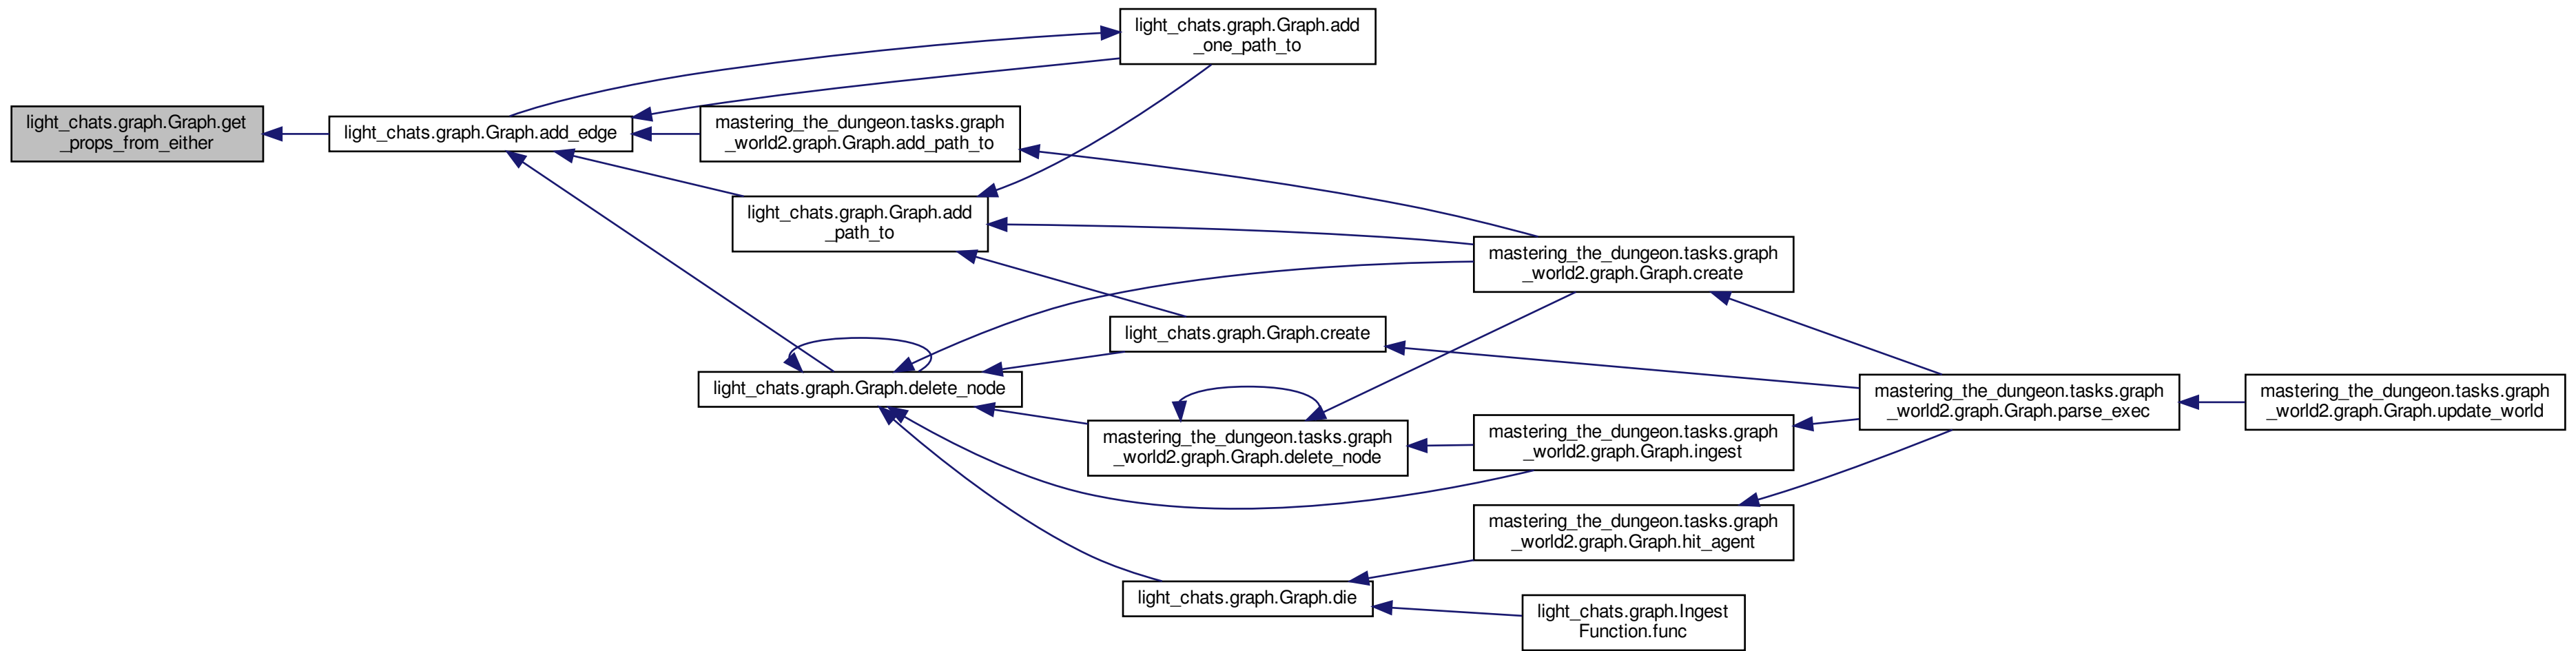 light_chats.graph.Graph.get
_props_from_either
light_chats.graph.Graph.add_edge
light_chats.graph.Graph.add
_one_path_to
mastering_the_dungeon.tasks.graph
_world2.graph.Graph.add_path_to
light_chats.graph.Graph.add
_path_to
light_chats.graph.Graph.delete_node
mastering_the_dungeon.tasks.graph
_world2.graph.Graph.create
light_chats.graph.Graph.create
mastering_the_dungeon.tasks.graph
_world2.graph.Graph.delete_node
mastering_the_dungeon.tasks.graph
_world2.graph.Graph.ingest
mastering_the_dungeon.tasks.graph
_world2.graph.Graph.hit_agent
light_chats.graph.Graph.die
light_chats.graph.Ingest
Function.func
mastering_the_dungeon.tasks.graph
_world2.graph.Graph.parse_exec
mastering_the_dungeon.tasks.graph
_world2.graph.Graph.update_world